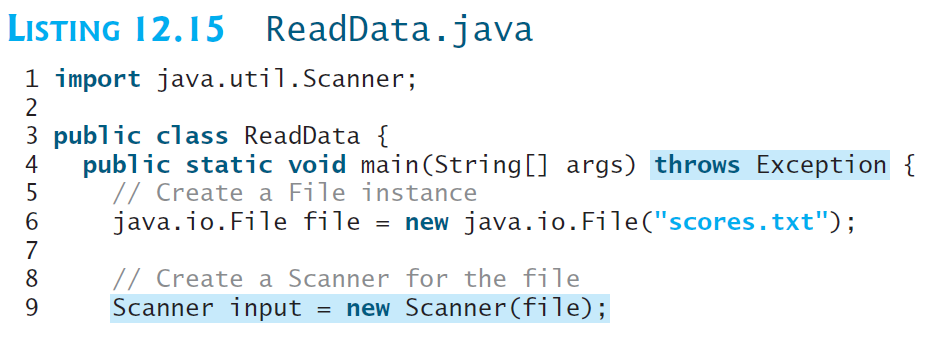 LISTING 12.15 ReadData.java
1 import java.util.Scanner;
2
3 public class ReadData {
4   public static void main(String[] args) throws Exception {
5     // Create a File instance
6     java.io.File file = new java.io.File("scores.txt");
7
8     // Create a Scanner for the file
9     Scanner input = new Scanner(file);